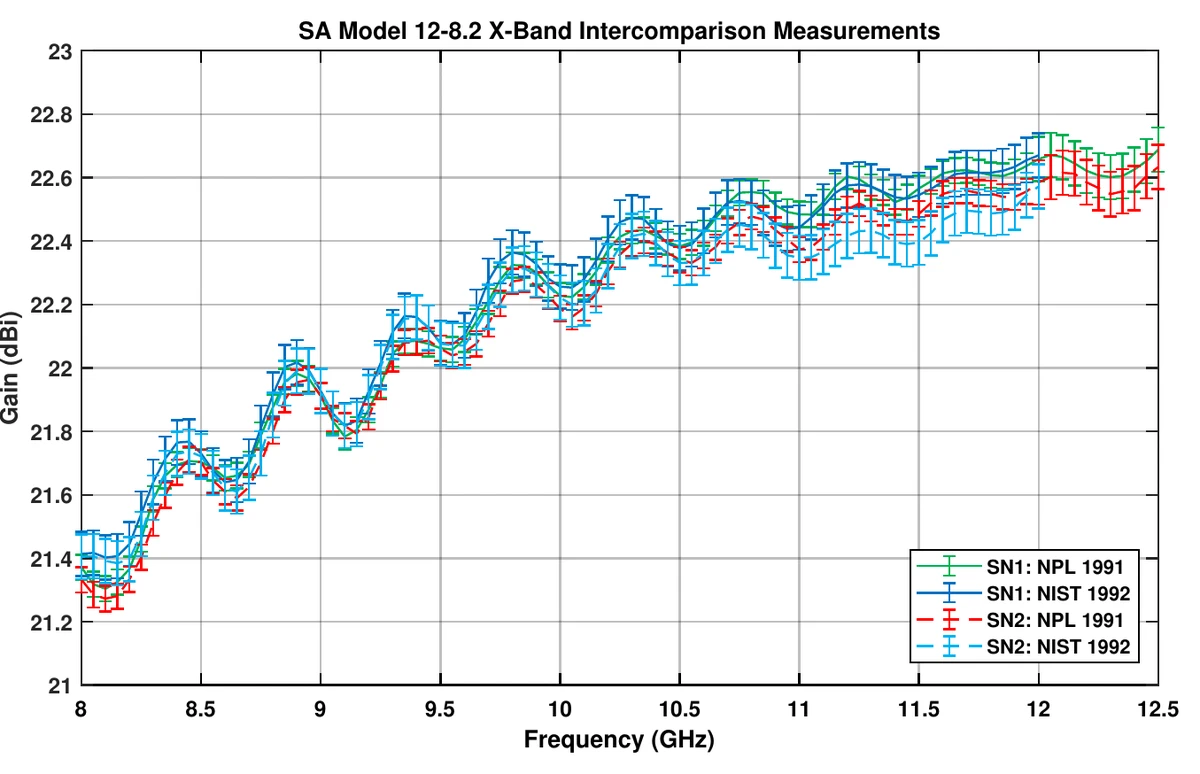 SA Model 12-8.2 X-Band Intercomparison Measurements
23
22.8
22.6
22.4
22.2
22
21.8
21.6
21.4
21.2
21
Gain (dBi)
SN1: NPL 1991
SN1: NIST 1992
SN2: NPL 1991
SN2: NIST 1992
8 8.5 9 9.5 10 10.5 11 11.5 12 12.5
Frequency (GHz)